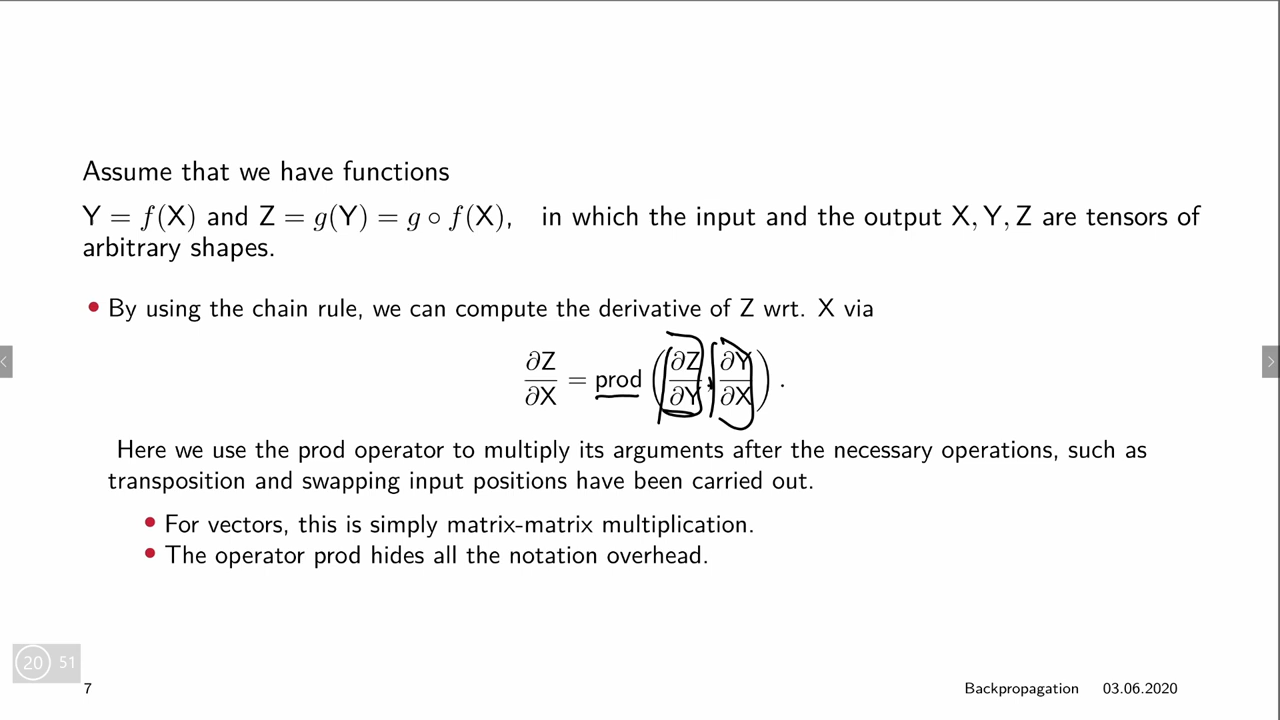 Assume that we have functions
Y = f(X) and Z = g(Y) = g ∘ f(X),   in which the input and the output X, Y, Z are tensors of
arbitrary shapes.
• By using the chain rule, we can compute the derivative of Z wrt. X via
∂Z/∂X = prod (∂Z/∂Y, ∂Y/∂X).
Here we use the prod operator to multiply its arguments after the necessary operations, such as
transposition and swapping input positions have been carried out.
• For vectors, this is simply matrix-matrix multiplication.
• The operator prod hides all the notation overhead.
20 51
7 Backpropagation 03.06.2020